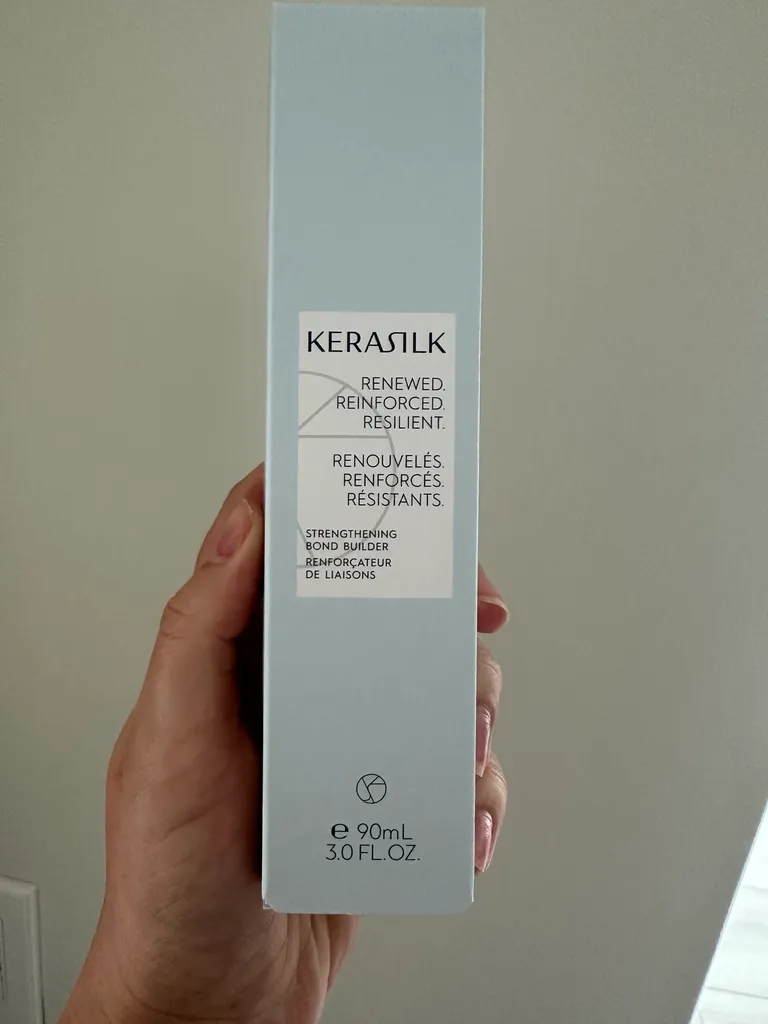 KERASILK
RENEWED.
REINFORCED.
RESILIENT.
RENOUVELÉS.
RENFORCÉS.
RÉSISTANTS.
STRENGTHENING
BOND BUILDER
RENFORÇATEUR
DE LIAISONS
℮ 90mL
3.0 FL.OZ.